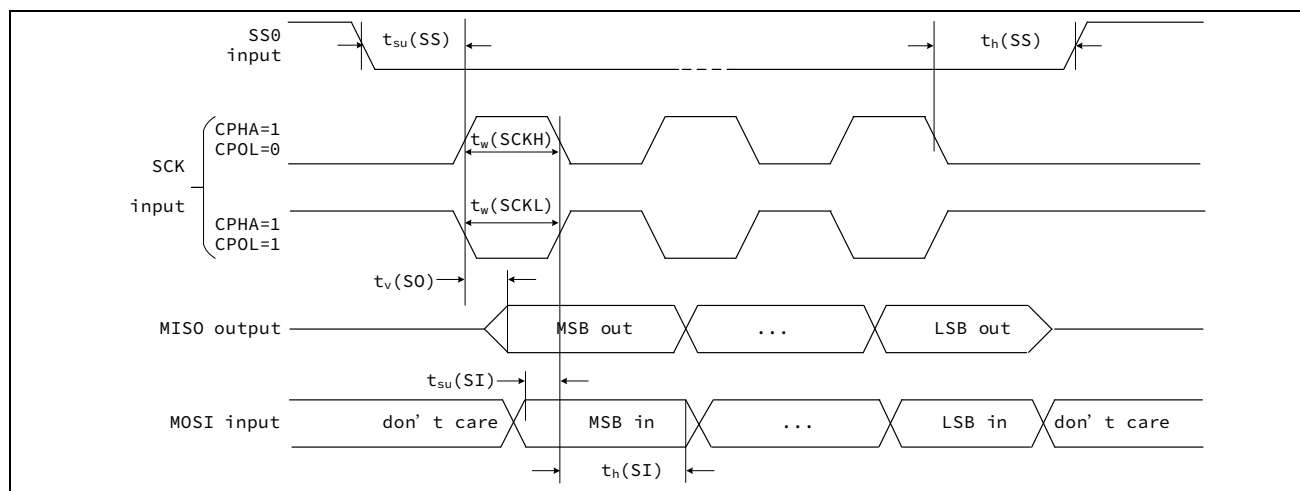 SS0
input
tsu(SS)
th(SS)
SCK
input
CPHA=1
CPOL=0
tw(SCKH)
CPHA=1
CPOL=1
tw(SCKL)
tv(SO)
MISO output
MSB out
...
LSB out
tsu(SI)
MOSI input
don't care
MSB in
...
LSB in
don't care
th(SI)